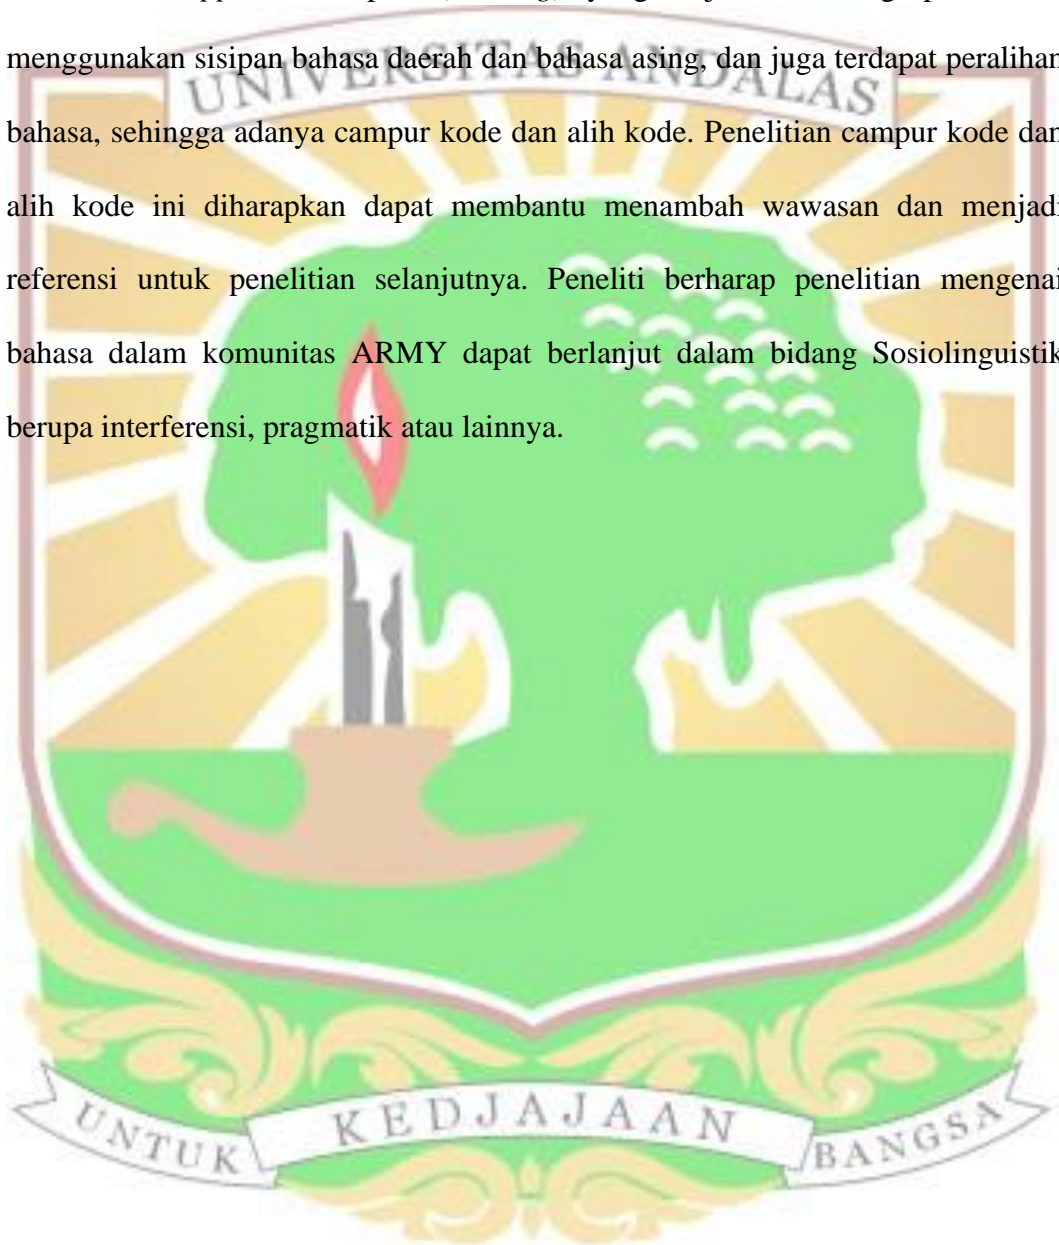 menggunakan sisipan bahasa daerah dan bahasa asing, dan juga terdapat peralihan
UNIVERSITAS ANDALAS
bahasa, sehingga adanya campur kode dan alih kode. Penelitian campur kode dan
alih kode ini diharapkan dapat membantu menambah wawasan dan menjadi
referensi untuk penelitian selanjutnya. Peneliti berharap penelitian mengenai
bahasa dalam komunitas ARMY dapat berlanjut dalam bidang Sosiolinguistik
berupa interferensi, pragmatik atau lainnya.
UNTUK KEDJAJAAN BANGSA